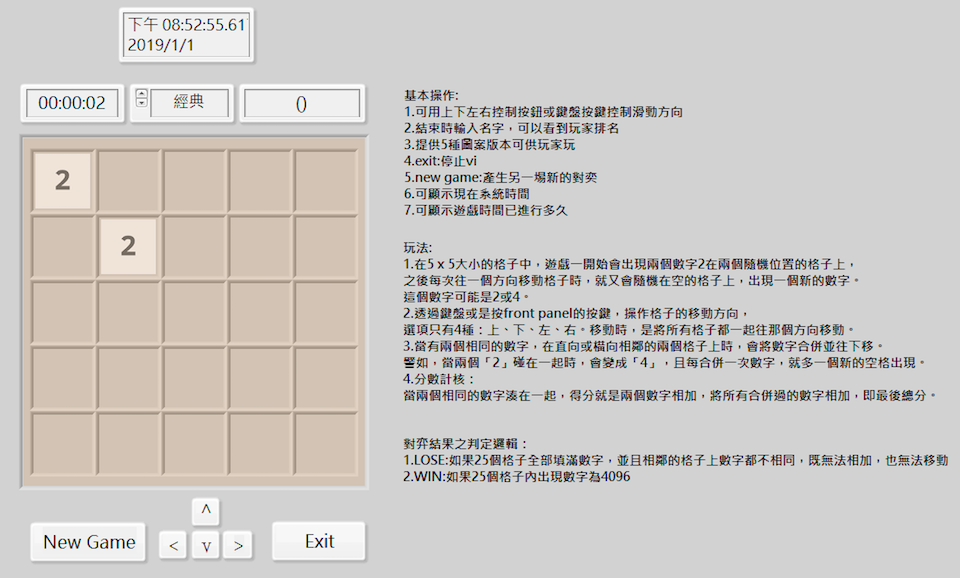 下午 08:52:55.61
2019/1/1
00:00:02
經典
()
2
2
New Game
^
<
v
>
Exit
基本操作:
1.可用上下左右控制按鈕或鍵盤按鍵控制滑動方向
2.結束時輸入名字，可以看到玩家排名
3.提供5種圖案版本可供玩家玩
4.exit:停止vi
5.new game:產生另一場新的對弈
6.可顯示現在系統時間
7.可顯示遊戲時間已進行多久
玩法:
1.在5 x 5大小的格子中，遊戲一開始會出現兩個數字2在兩個隨機位置的格子上，
之後每次往一個方向移動格子時，就又會隨機在空的格子上，出現一個新的數字。
這個數字可能是2或4。
2.透過鍵盤或是按front panel的按鍵，操作格子的移動方向，
選項只有4種：上、下、左、右。移動時，是將所有格子都一起往那個方向移動。
3.當有兩個相同的數字，在直向或橫向相鄰的兩個格子上時，會將數字合併並往下移。
譬如，當兩個「2」碰在一起時，會變成「4」，且每合併一次數字，就多一個新的空格出現。
4.分數計核：
當兩個相同的數字湊在一起，得分就是兩個數字相加，將所有合併過的數字相加，即最後總分。
對弈結果之判定邏輯：
1.LOSE:如果25個格子全部填滿數字，並且相鄰的格子上數字都不相同，既無法相加，也無法移動
2.WIN:如果25個格子內出現數字為4096